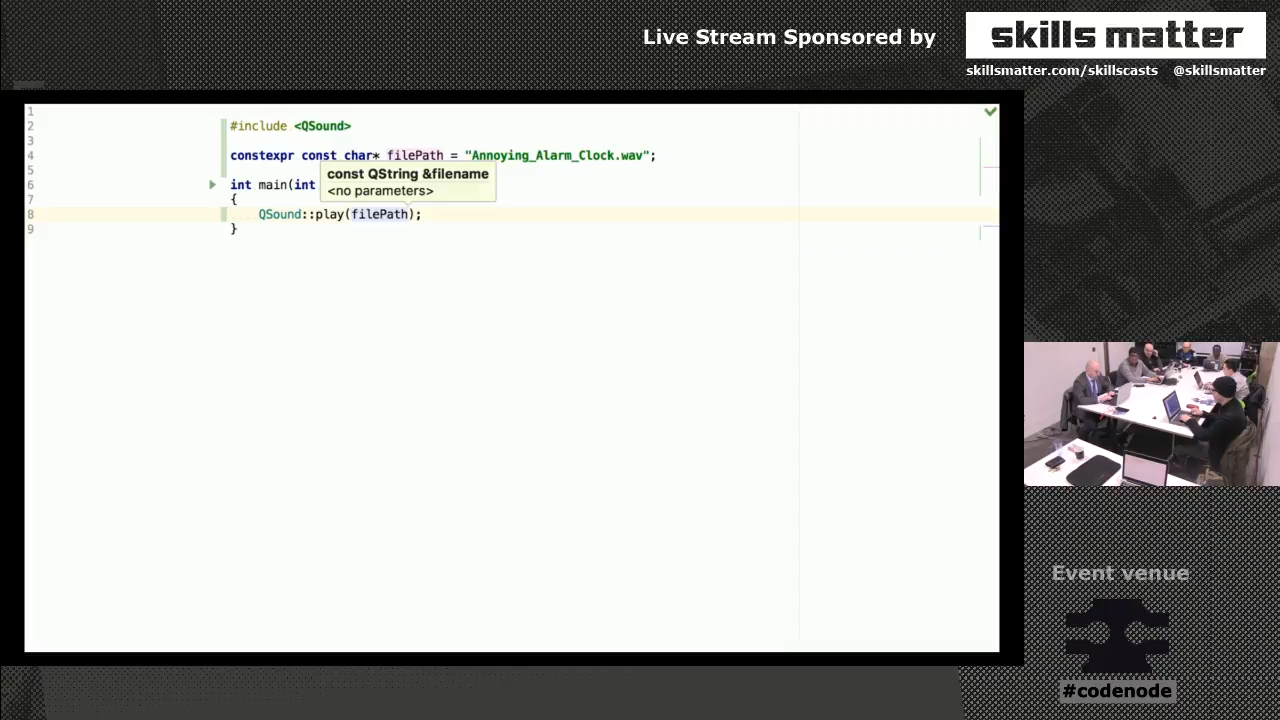 Live Stream Sponsored by
skills matter
skillsmatter.com/skillscasts @skillsmatter
1
2 #include <QSound>
3
4 constexpr const char* filePath = "Annoying_Alarm_Clock.wav";
5
const QString &filename
<no parameters>
6 int main(int
7 {
8 QSound::play(filePath);
9 }
Event venue
#codenode